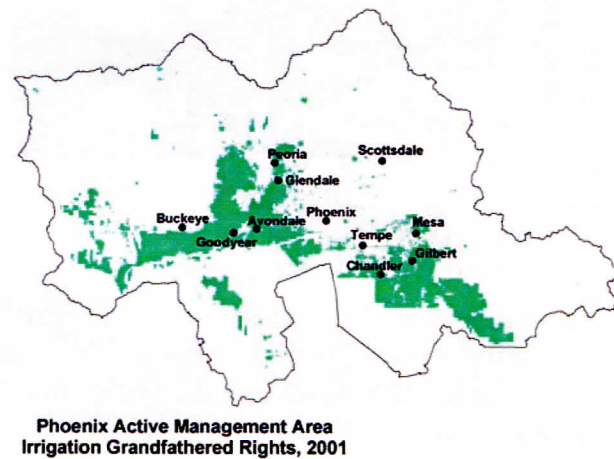 Peoria
Scottsdale
Glendale
Buckeye
Avondale
Phoenix
Goodyear
Mesa
Tempe
Gilbert
Chandler
Phoenix Active Management Area
Irrigation Grandfathered Rights, 2001